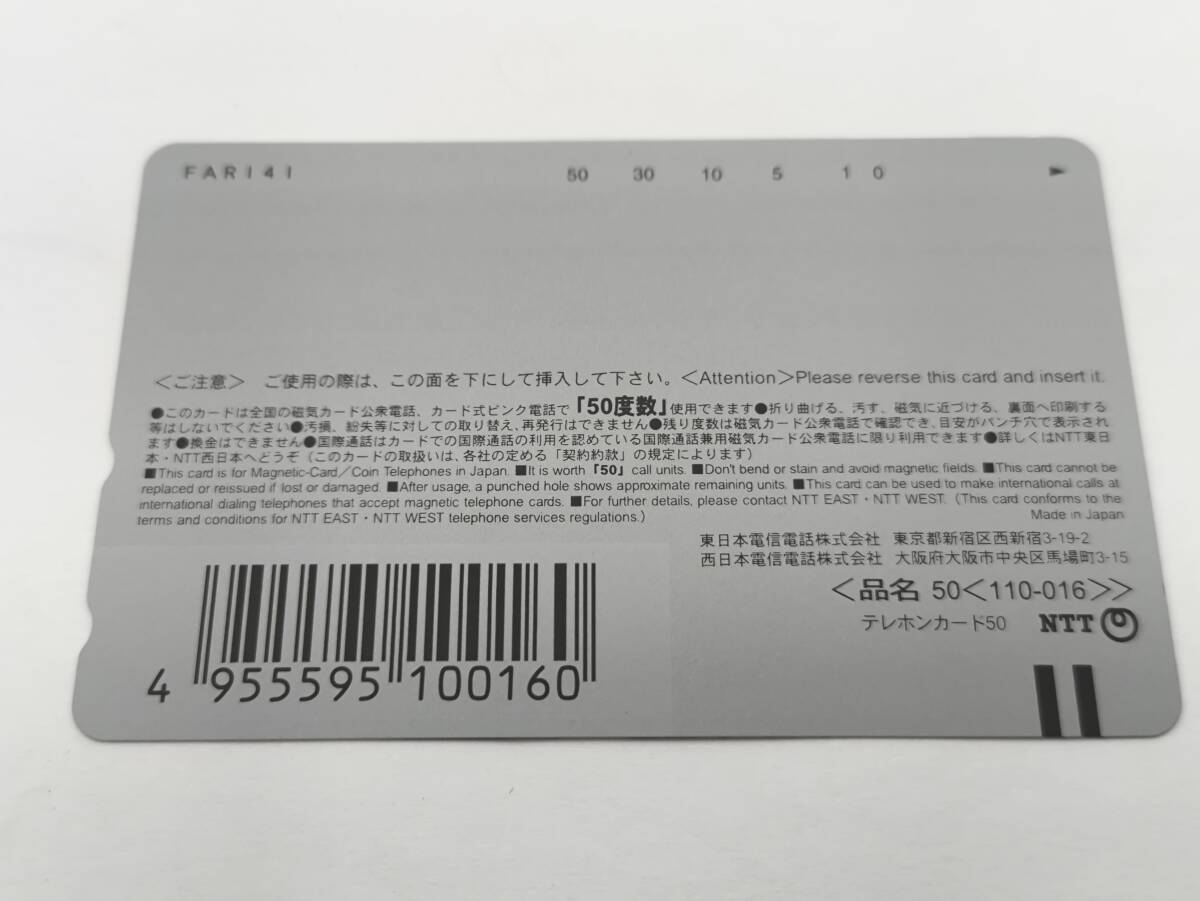 FAR141 50 30 10 5 1 0
＜ご注意＞ ご使用の際は、この面を下にして挿入して下さい。＜Attention＞Please reverse this card and insert it.
●このカードは全国の磁気カード公衆電話、カード式ピンク電話で「50度数」使用できます●折り曲げる、汚す、磁気に近づける、裏面へ印刷する
等はしないでください●汚損、紛失等に対しての取り替え、再発行はできません●残り度数は磁気カード公衆電話で確認でき、目安がパンチ穴で表示され
ます●換金はできません●国際通話はカードでの国際通話の利用を認めている国際通話兼用磁気カード公衆電話に限り利用できます●詳しくはNTT東日
本・NTT西日本へどうぞ（このカードの取扱いは、各社の定める「契約約款」の規定によります）
■This card is for Magnetic-Card／Coin Telephones in Japan. ■It is worth「50」call units. ■Don't bend or stain and avoid magnetic fields. ■This card cannot be
replaced or reissued if lost or damaged. ■After usage, a punched hole shows approximate remaining units. ■This card can be used to make international calls at
international dialing telephones that accept magnetic telephone cards. ■For further details, please contact NTT EAST・NTT WEST. (This card conforms to the
terms and conditions for NTT EAST・NTT WEST telephone services regulations.) Made in Japan
東日本電信電話株式会社 東京都新宿区西新宿3-19-2
西日本電信電話株式会社 大阪府大阪市中央区馬場町3-15
＜品名 50＜110-016＞＞
テレホンカード50 NTT
4 955595 100160